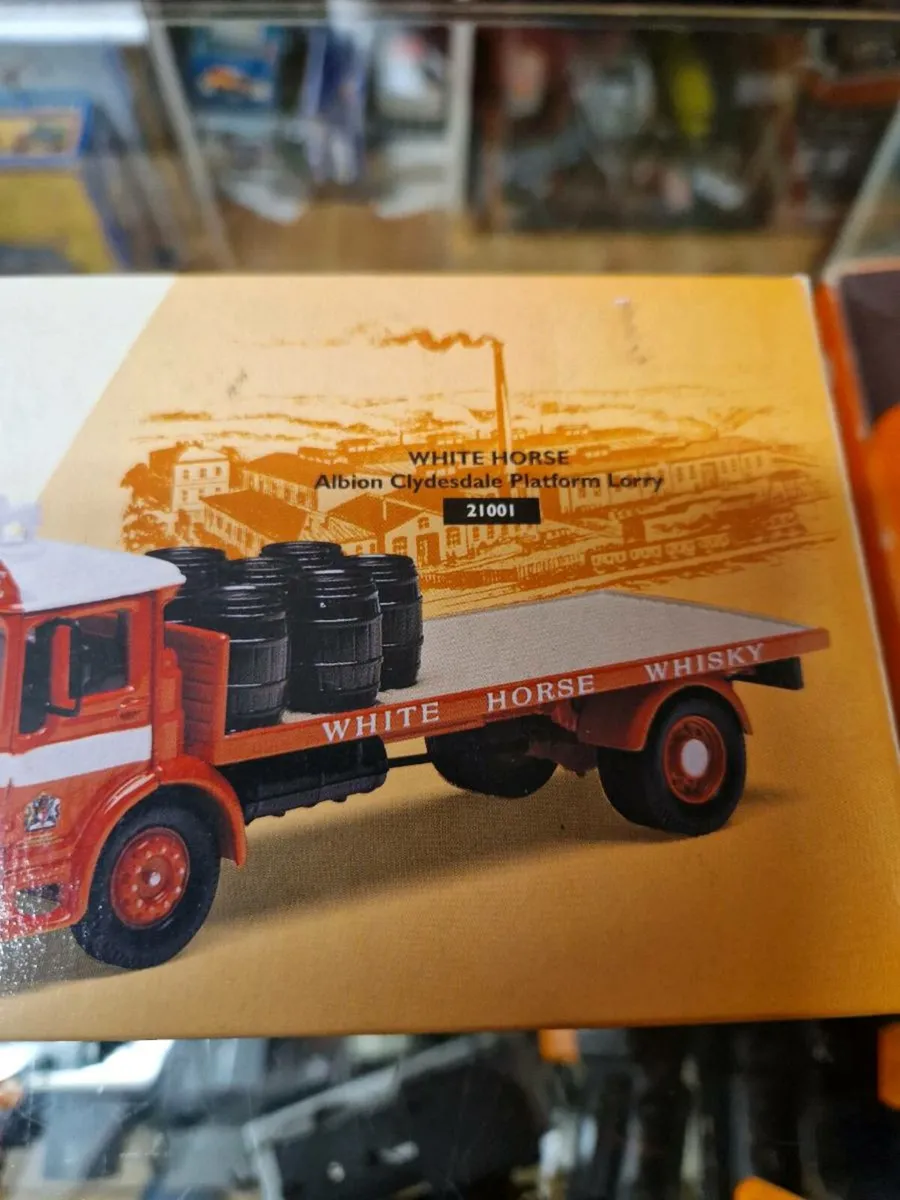 WHITE HORSE
Albion Clydesdale Platform Lorry
21001
WHITE HORSE WHISKY